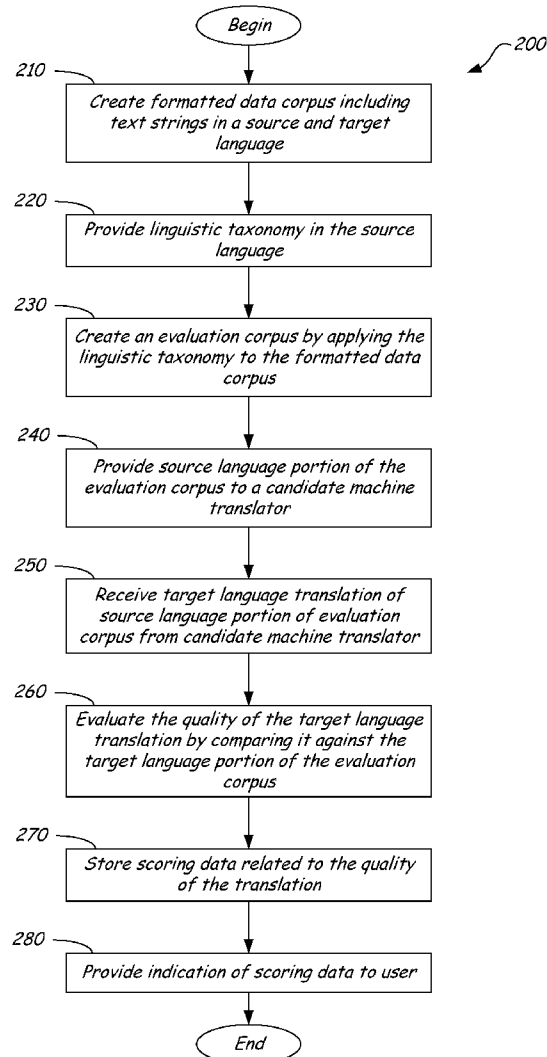 Begin
200
210
Create formatted data corpus including
text strings in a source and target
language
220
Provide linguistic taxonomy in the source
language
230
Create an evaluation corpus by applying the
linguistic taxonomy to the formatted data
corpus
240
Provide source language portion of the
evaluation corpus to a candidate machine
translator
250
Receive target language translation of
source language portion of evaluation
corpus from candidate machine translator
260
Evaluate the quality of the target language
translation by comparing it against the
target language portion of the evaluation
corpus
270
Store scoring data related to the quality
of the translation
280
Provide indication of scoring data to user
End